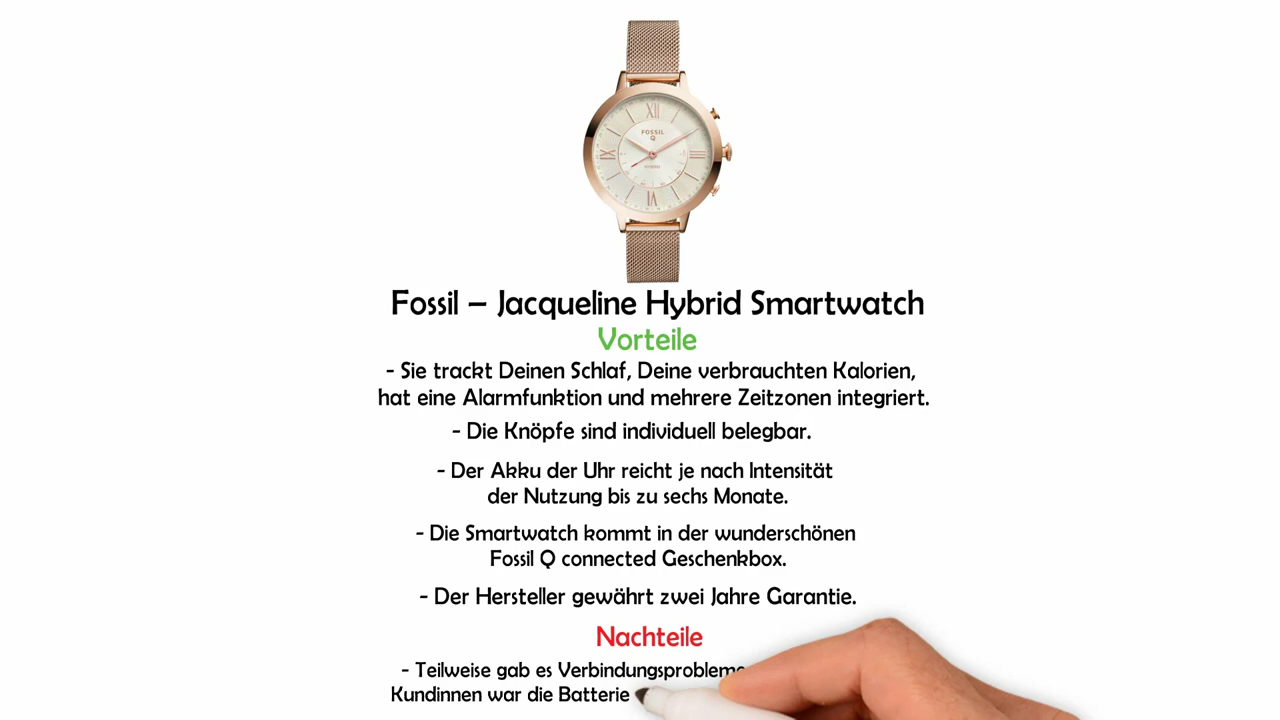 XII
FOSSIL
Q
Fossil – Jacqueline Hybrid Smartwatch
Vorteile
- Sie trackt Deinen Schlaf, Deine verbrauchten Kalorien,
hat eine Alarmfunktion und mehrere Zeitzonen integriert.
- Die Knöpfe sind individuell belegbar.
- Der Akku der Uhr reicht je nach Intensität
der Nutzung bis zu sechs Monate.
- Die Smartwatch kommt in der wunderschönen
Fossil Q connected Geschenkbox.
- Der Hersteller gewährt zwei Jahre Garantie.
Nachteile
- Teilweise gab es Verbindungsprobleme
Kundinnen war die Batterie